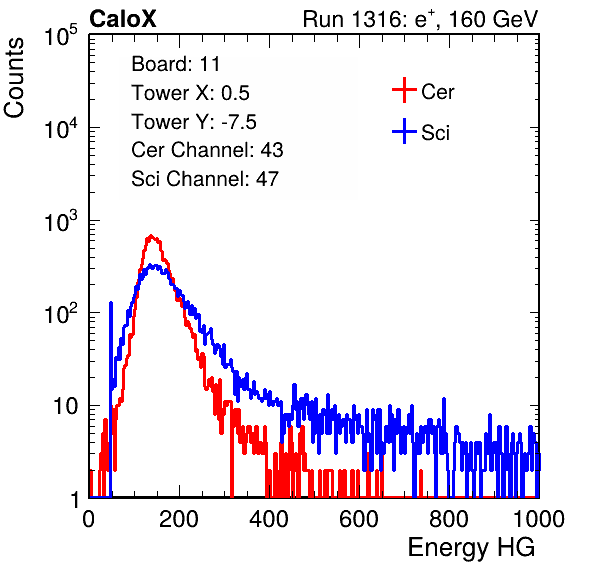 CaloX Run 1316: e⁺, 160 GeV
Counts
10⁵
10⁴
10³
10²
10
1
Board: 11
Tower X: 0.5
Tower Y: -7.5
Cer Channel: 43
Sci Channel: 47
Cer
Sci
0 200 400 600 800 1000
Energy HG